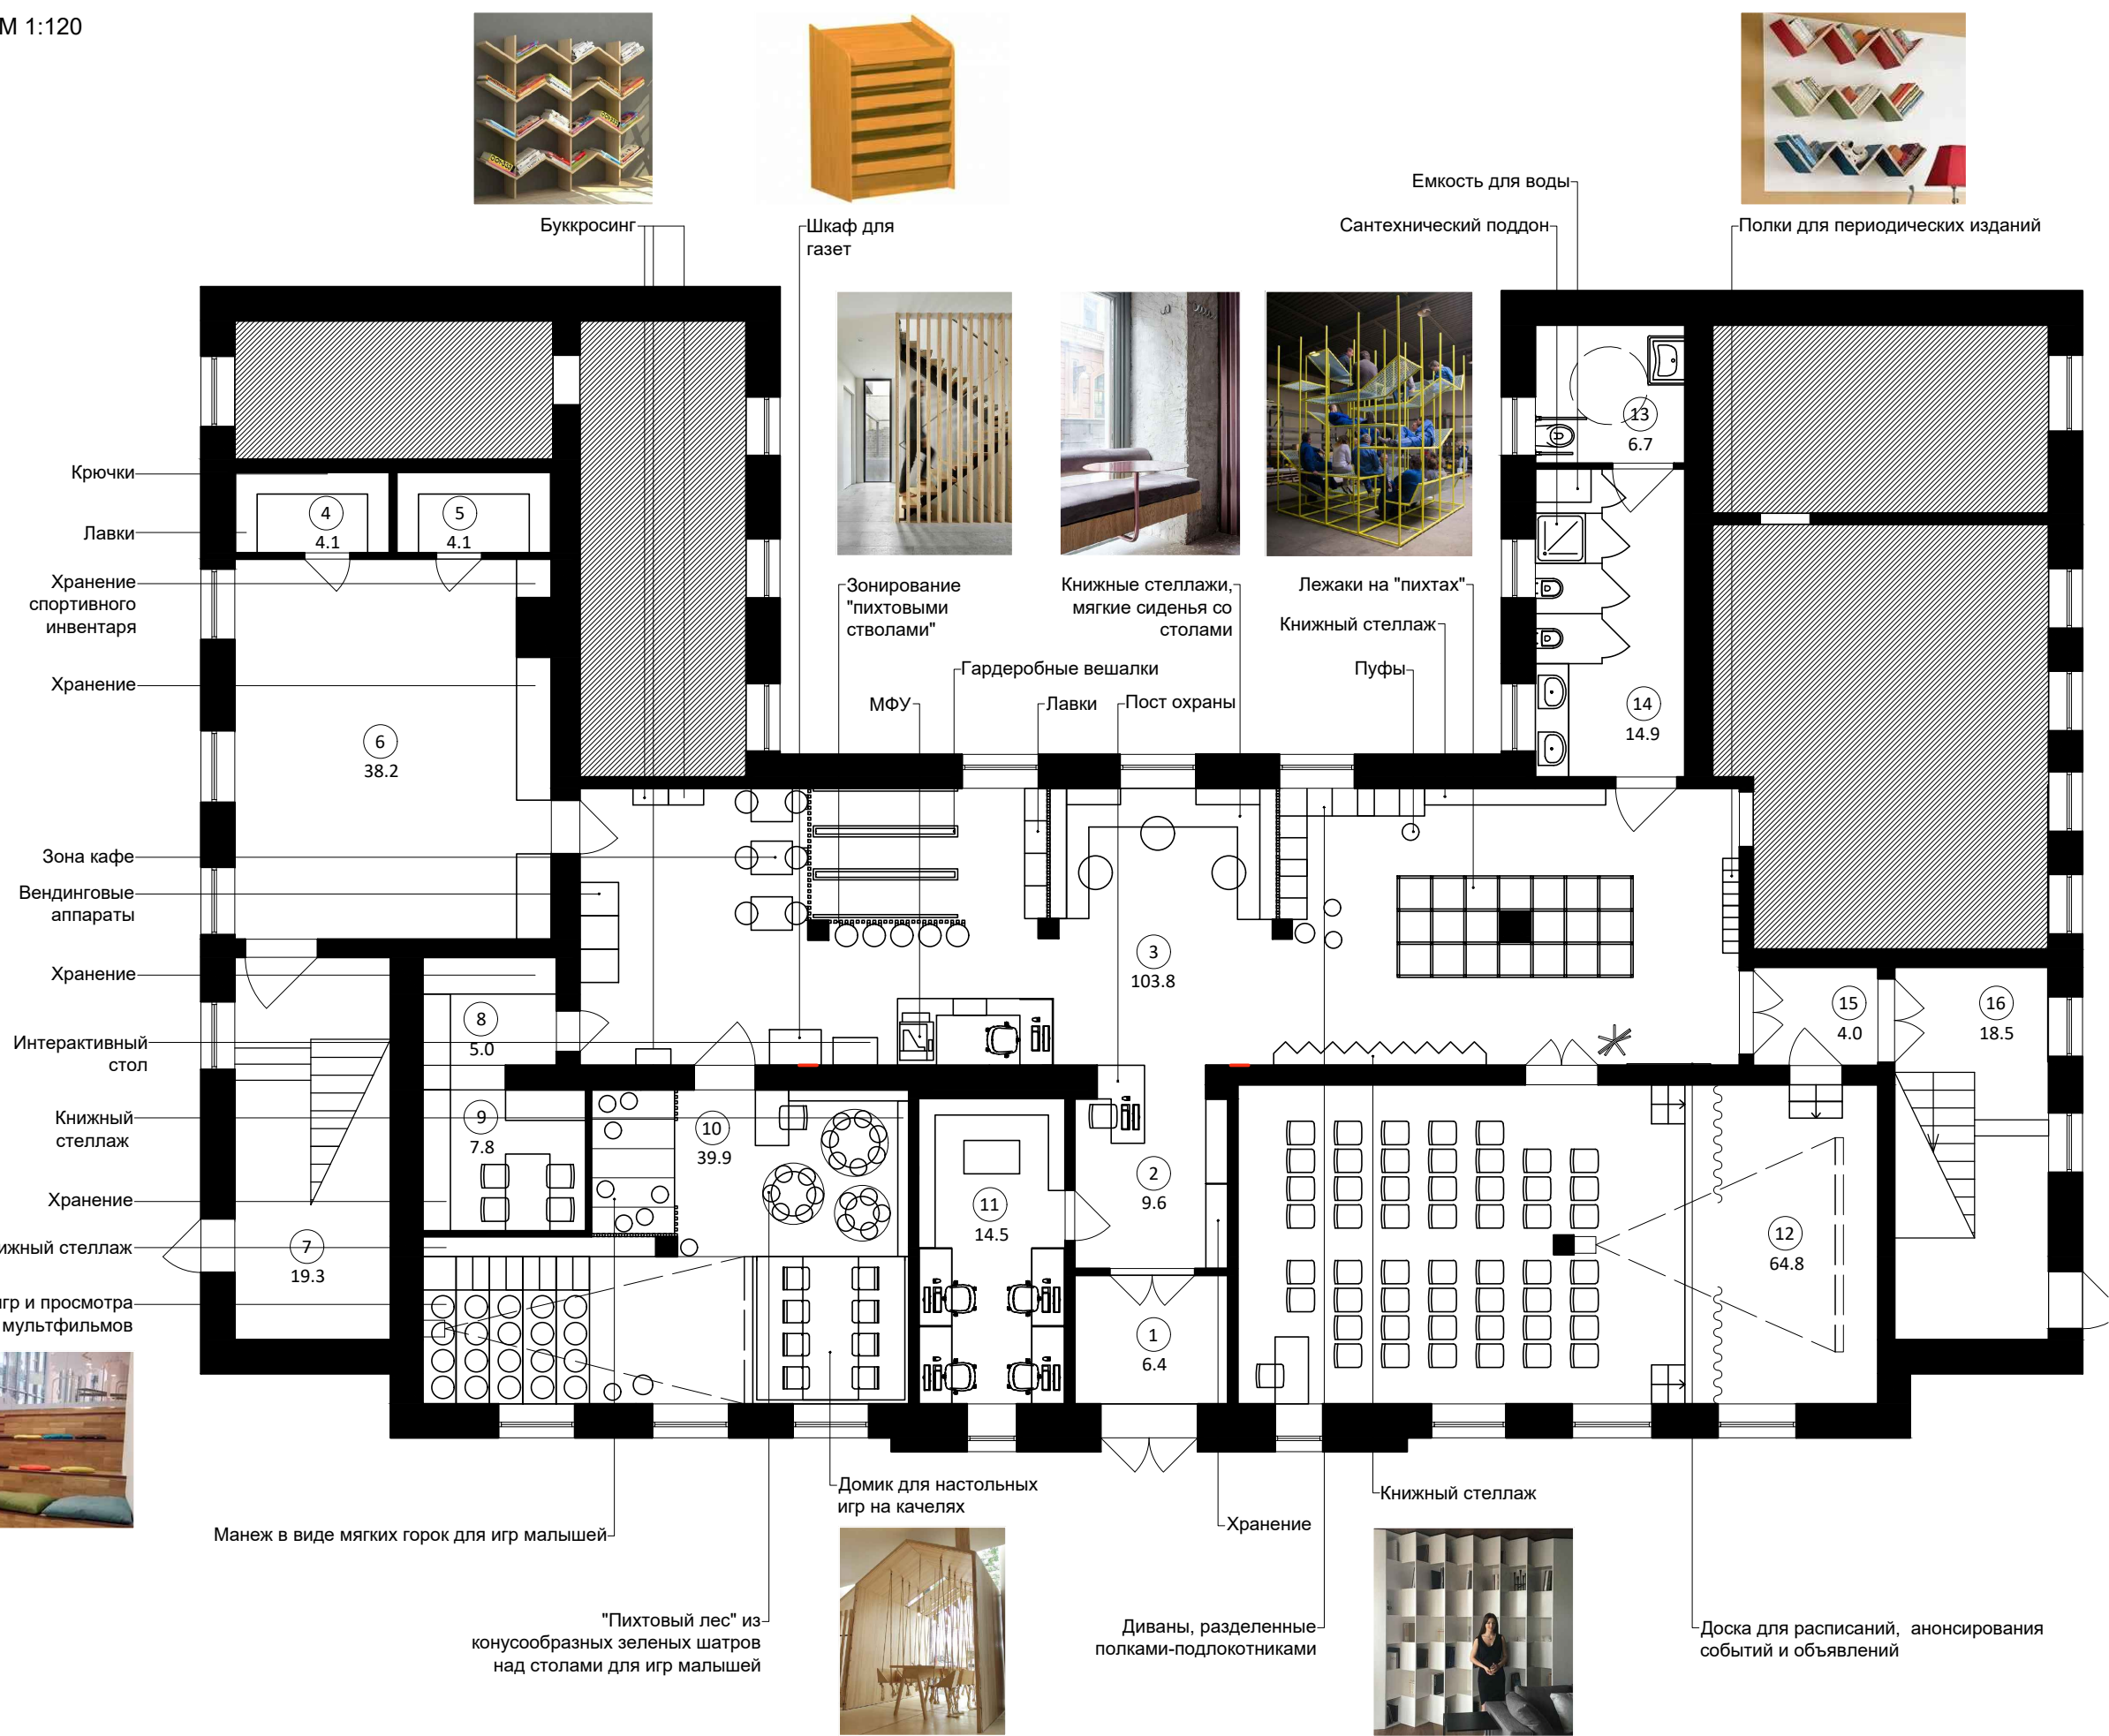 М 1:120
Емкость для воды
Буккросинг
Шкаф для
газет
Сантехнический поддон
Полки для периодических изданий
Крючки
4
4.1
5
4.1
Лавки
13
6.7
Хранение
спортивного
инвентаря
Зонирование
"пихтовыми
стволами"
Книжные стеллажи,
мягкие сиденья со
столами
Лежаки на "пихтах"
Книжный стеллаж
Гардеробные вешалки
Пуфы
Хранение
МФУ
Лавки
Пост охраны
6
38.2
14
14.9
Зона кафе
Вендинговые
аппараты
3
103.8
Хранение
8
5.0
15
4.0
16
18.5
Интерактивный
стол
Книжный
стеллаж
9
7.8
10
39.9
2
9.6
Хранение
11
14.5
12
64.8
ижный стеллаж
7
19.3
гр и просмотра
мультфильмов
1
6.4
Домик для настольных
игр на качелях
Книжный стеллаж
Хранение
Манеж в виде мягких горок для игр малышей
"Пихтовый лес" из
конусообразных зеленых шатров
над столами для игр малышей
Диваны, разделенные
полками-подлокотниками
Доска для расписаний, анонсирования
событий и объявлений